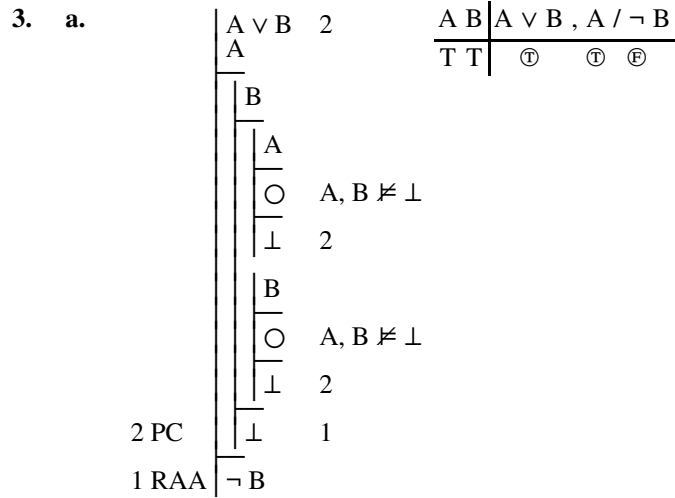 3. a.
A ∨ B 2
A
B
A
○ A, B ⊭ ⊥
⊥ 2
B
○ A, B ⊭ ⊥
⊥ 2
2 PC ⊥ 1
1 RAA ¬ B
A B A ∨ B , A / ¬ B
T T Ⓣ Ⓣ Ⓕ